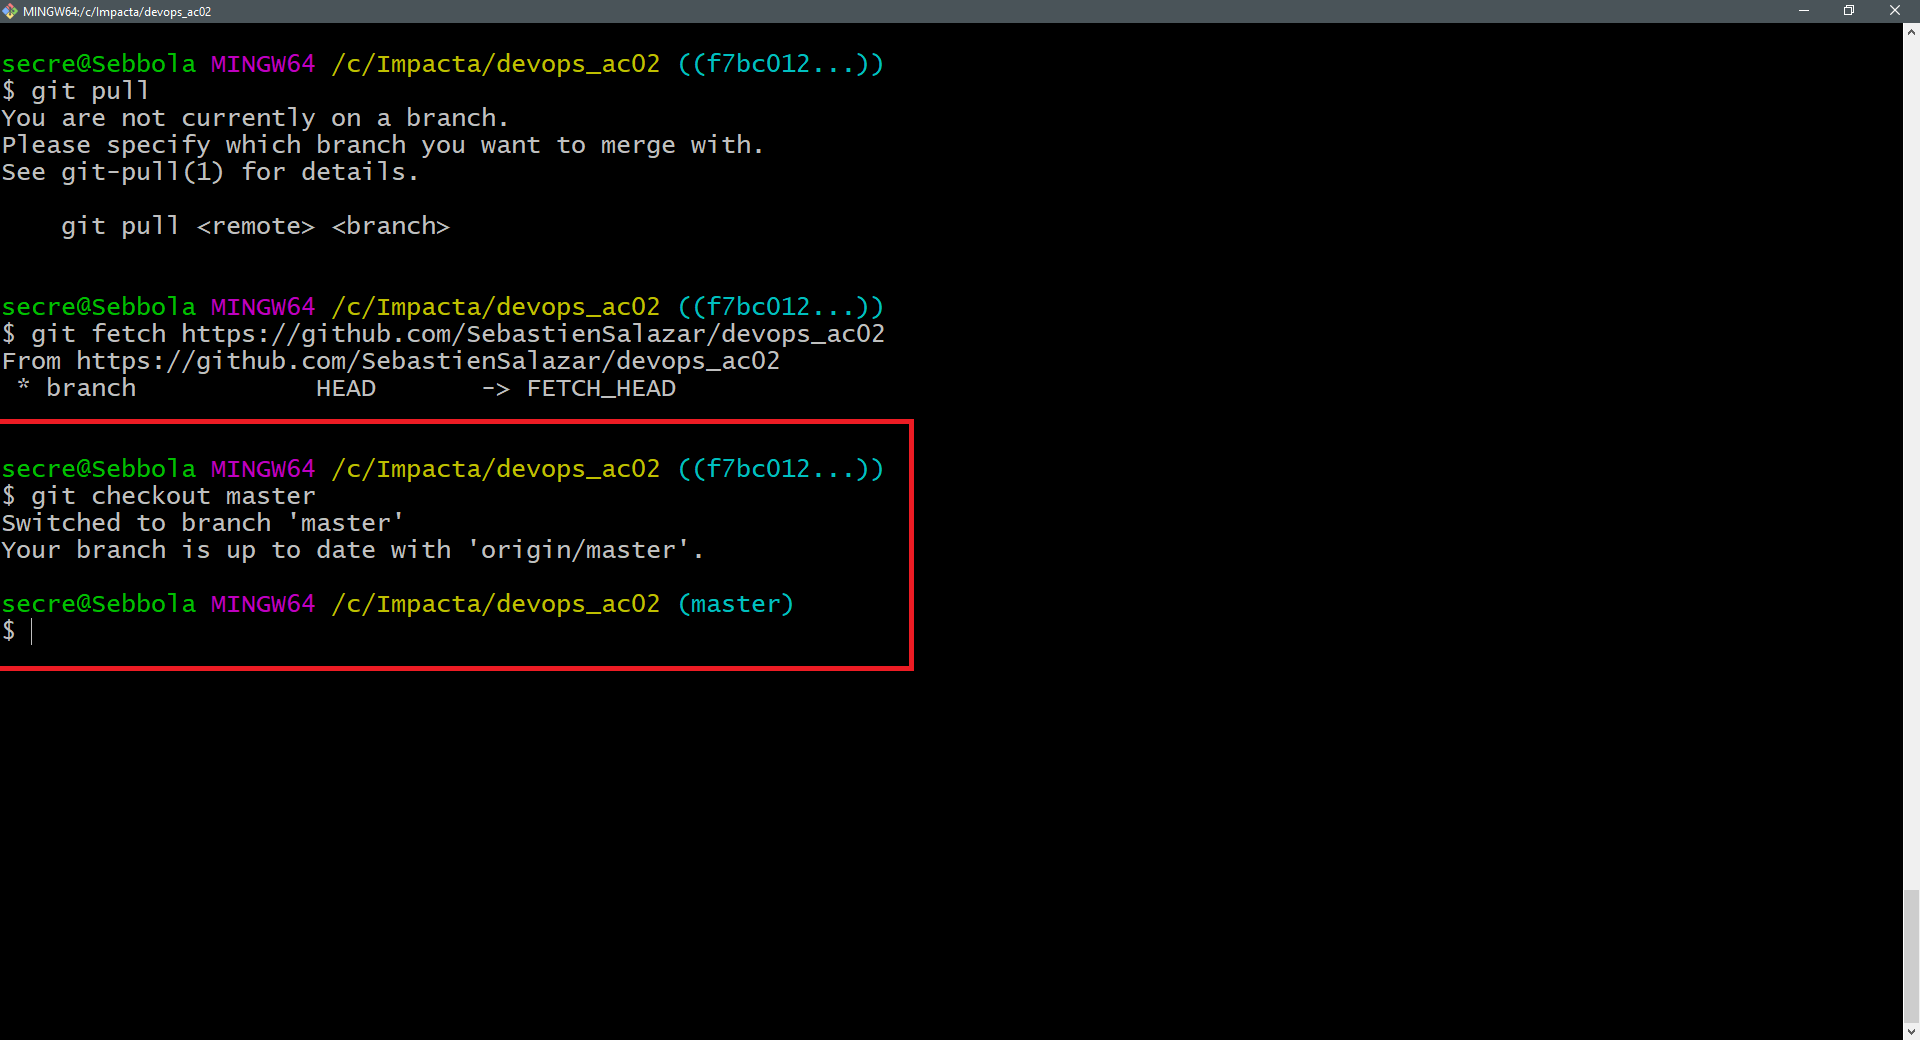 MINGW64:/c/Impacta/devops_ac02
secre@Sebbola MINGW64 /c/Impacta/devops_ac02 ((f7bc012...))
$ git pull
You are not currently on a branch.
Please specify which branch you want to merge with.
See git-pull(1) for details.
    git pull <remote> <branch>
secre@Sebbola MINGW64 /c/Impacta/devops_ac02 ((f7bc012...))
$ git fetch https://github.com/SebastienSalazar/devops_ac02
From https://github.com/SebastienSalazar/devops_ac02
 * branch            HEAD       -> FETCH_HEAD
secre@Sebbola MINGW64 /c/Impacta/devops_ac02 ((f7bc012...))
$ git checkout master
Switched to branch 'master'
Your branch is up to date with 'origin/master'.
secre@Sebbola MINGW64 /c/Impacta/devops_ac02 (master)
$